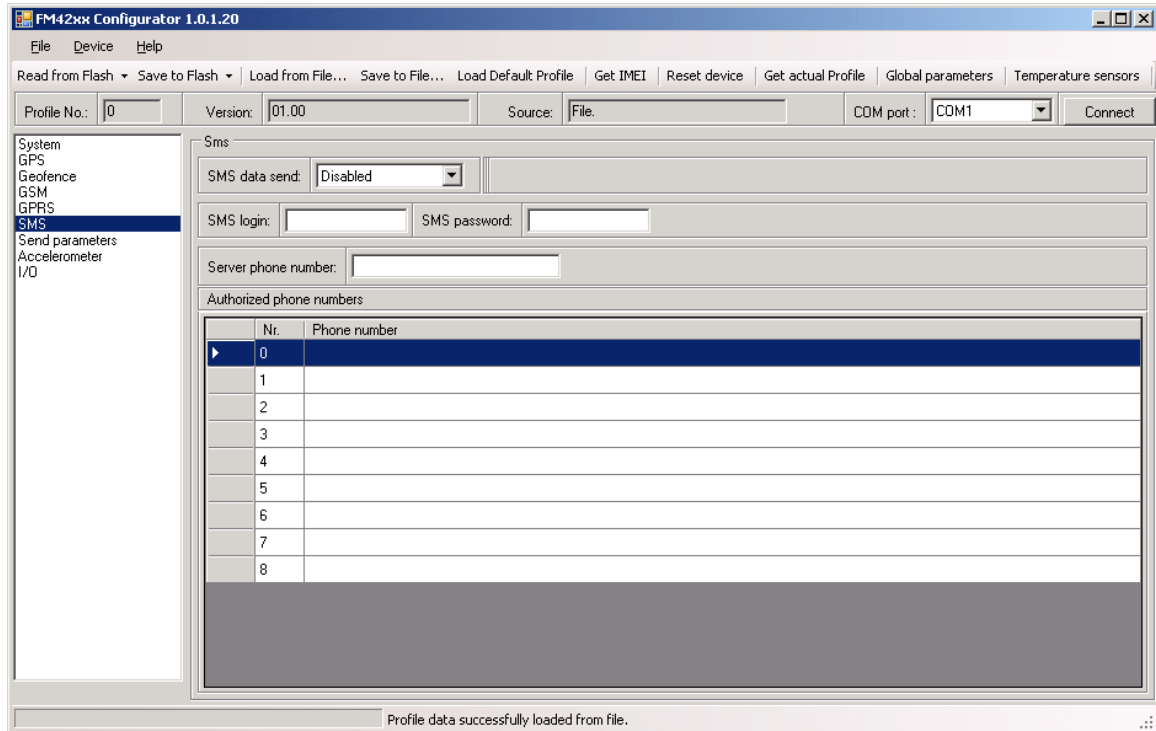 FM42xx Configurator 1.0.1.20
File Device Help
Read from Flash Save to Flash Load from File... Save to File... Load Default Profile Get IMEI Reset device Get actual Profile Global parameters Temperature sensors
Profile No.: 0 Version: 01.00 Source: File. COM port : COM1 Connect
System
GPS
Geofence
GSM
GPRS
SMS
Send parameters
Accelerometer
I/O
Sms
SMS data send: Disabled
SMS login: SMS password:
Server phone number:
Authorized phone numbers
Nr. Phone number
0
1
2
3
4
5
6
7
8
Profile data successfully loaded from file.